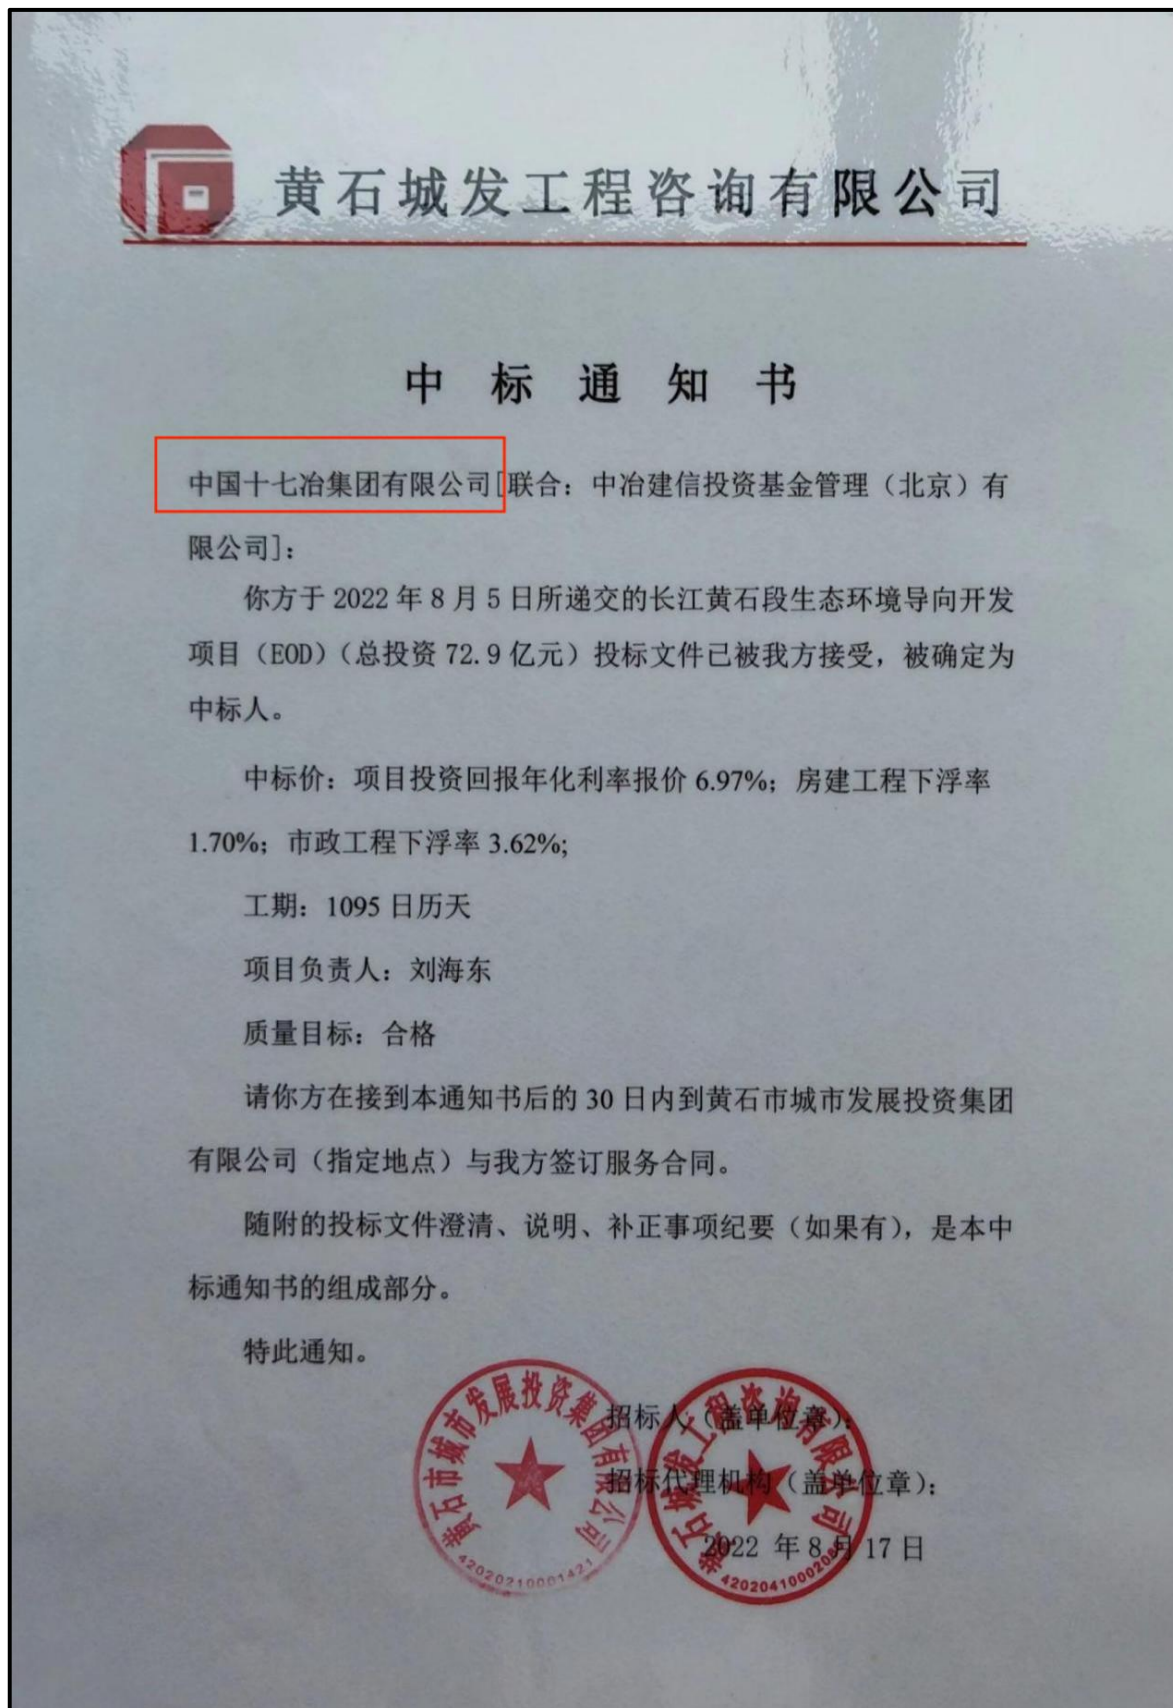 黄石城发工程咨询有限公司
中标通知书
中国十七冶集团有限公司[联合：中冶建信投资基金管理（北京）有
限公司]：
你方于 2022 年 8 月 5 日所递交的长江黄石段生态环境导向开发
项目（EOD）（总投资 72.9 亿元）投标文件已被我方接受，被确定为
中标人。
中标价：项目投资回报年化利率报价 6.97%；房建工程下浮率
1.70%；市政工程下浮率 3.62%;
工期：1095 日历天
项目负责人：刘海东
质量目标：合格
请你方在接到本通知书后的 30 日内到黄石市城市发展投资集团
有限公司（指定地点）与我方签订服务合同。
随附的投标文件澄清、说明、补正事项纪要（如果有），是本中
标通知书的组成部分。
特此通知。
招标人（盖单位章）：
招标代理机构（盖单位章）：
2022 年 8 月 17 日
黄石市城市发展投资集团有限公司
42020210001421
黄石城发工程咨询有限公司